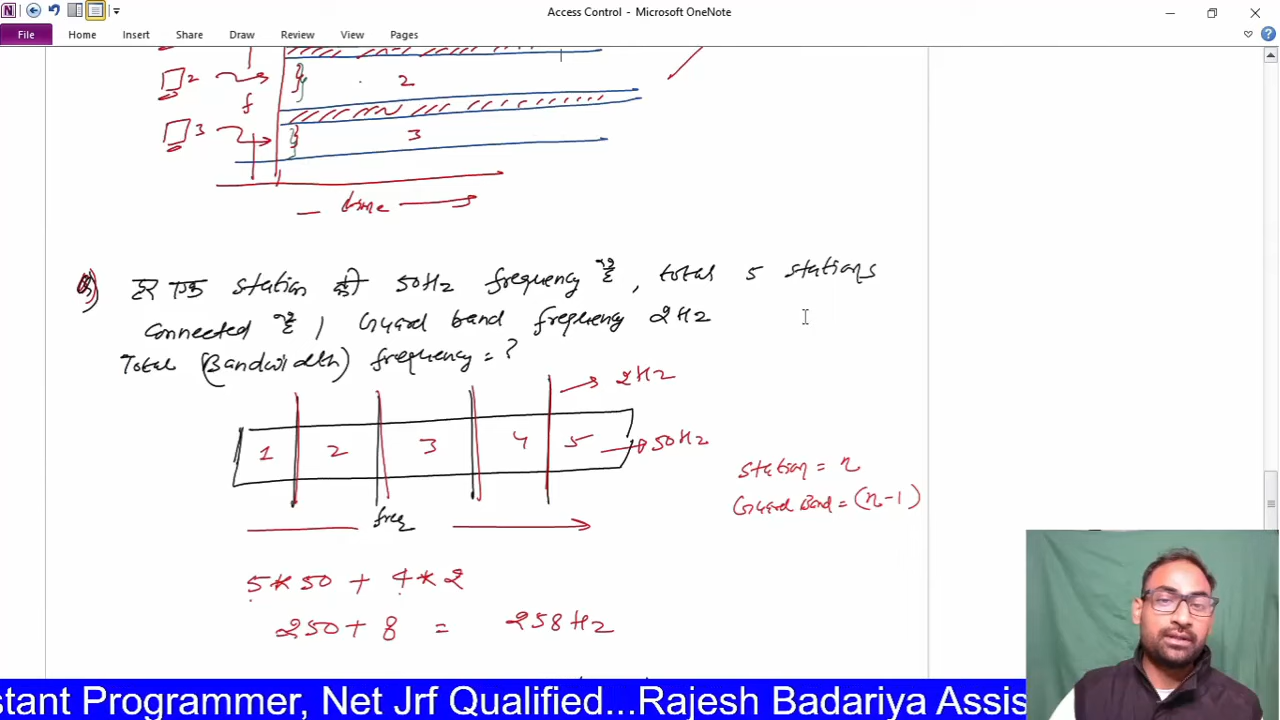 Access Control - Microsoft OneNote
File Home Insert Share Draw Review View Pages
2
2
f
3
3
time
Q) हर एक station की 50Hz frequency है, total 5 stations
connected है, Guard band frequency 2Hz
Total (Bandwidth) frequency = ?
2Hz
1 2 3 4 5 50Hz
Station = n
Guard Band = (n-1)
freq
5*50 + 4*2
250 + 8 = 258Hz
stant Programmer, Net Jrf Qualified...Rajesh Badariya Assis